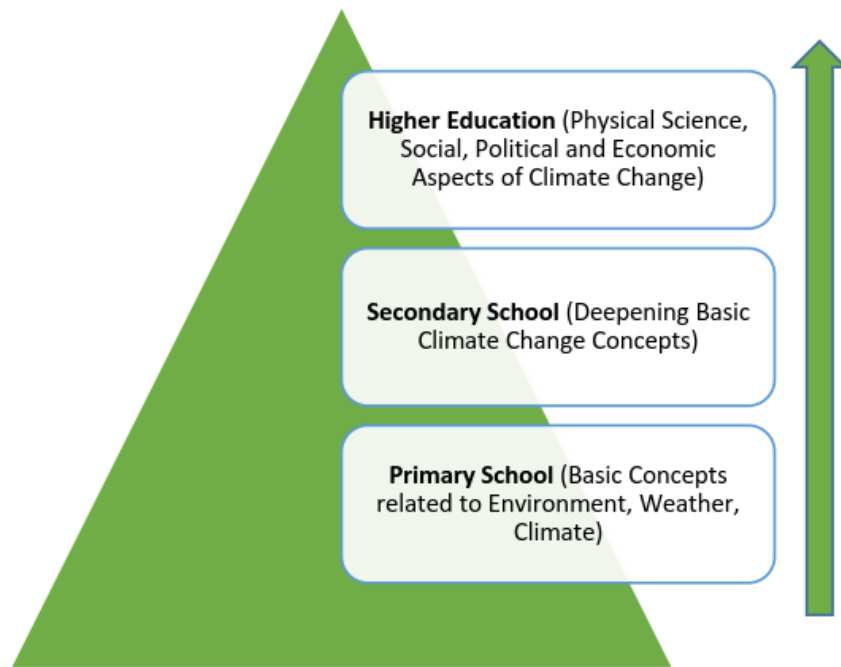 Higher Education (Physical Science,
Social, Political and Economic
Aspects of Climate Change)
Secondary School (Deepening Basic
Climate Change Concepts)
Primary School (Basic Concepts
related to Environment, Weather,
Climate)